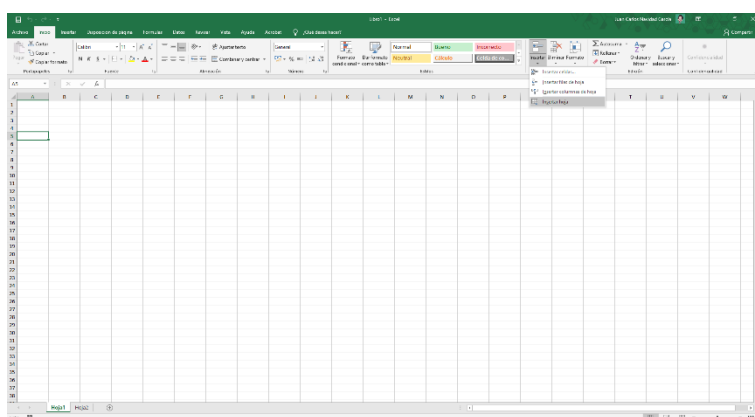 Libro1 - Excel
Juan Carlos Navidad García
Archivo Inicio Insertar Disposición de página Fórmulas Datos Revisar Vista Ayuda Acrobat ¿Qué desea hacer?
Compartir
Cortar
Copiar
Copiar formato
Portapapeles
Calibri 11
N K S
Fuente
Ajustar texto
Combinar y centrar
Alineación
General
Número
Formato condicional
Dar formato como tabla
Normal Bueno Incorrecto
Neutral Cálculo
Estilos
Insertar Eliminar Formato
Autosuma
Rellenar
Borrar
Ordenar y filtrar
Buscar y seleccionar
Edición
Insertar celdas...
Insertar filas de hoja
Insertar columnas de hoja
Insertar hoja
A5
A B C D E F G H I J K L M N O P T U V W
1
2
3
4
5
6
7
8
9
10
11
12
13
14
15
16
17
18
19
20
21
22
23
24
25
26
27
28
29
30
31
32
33
34
35
36
37
38
Hoja1 Hoja2